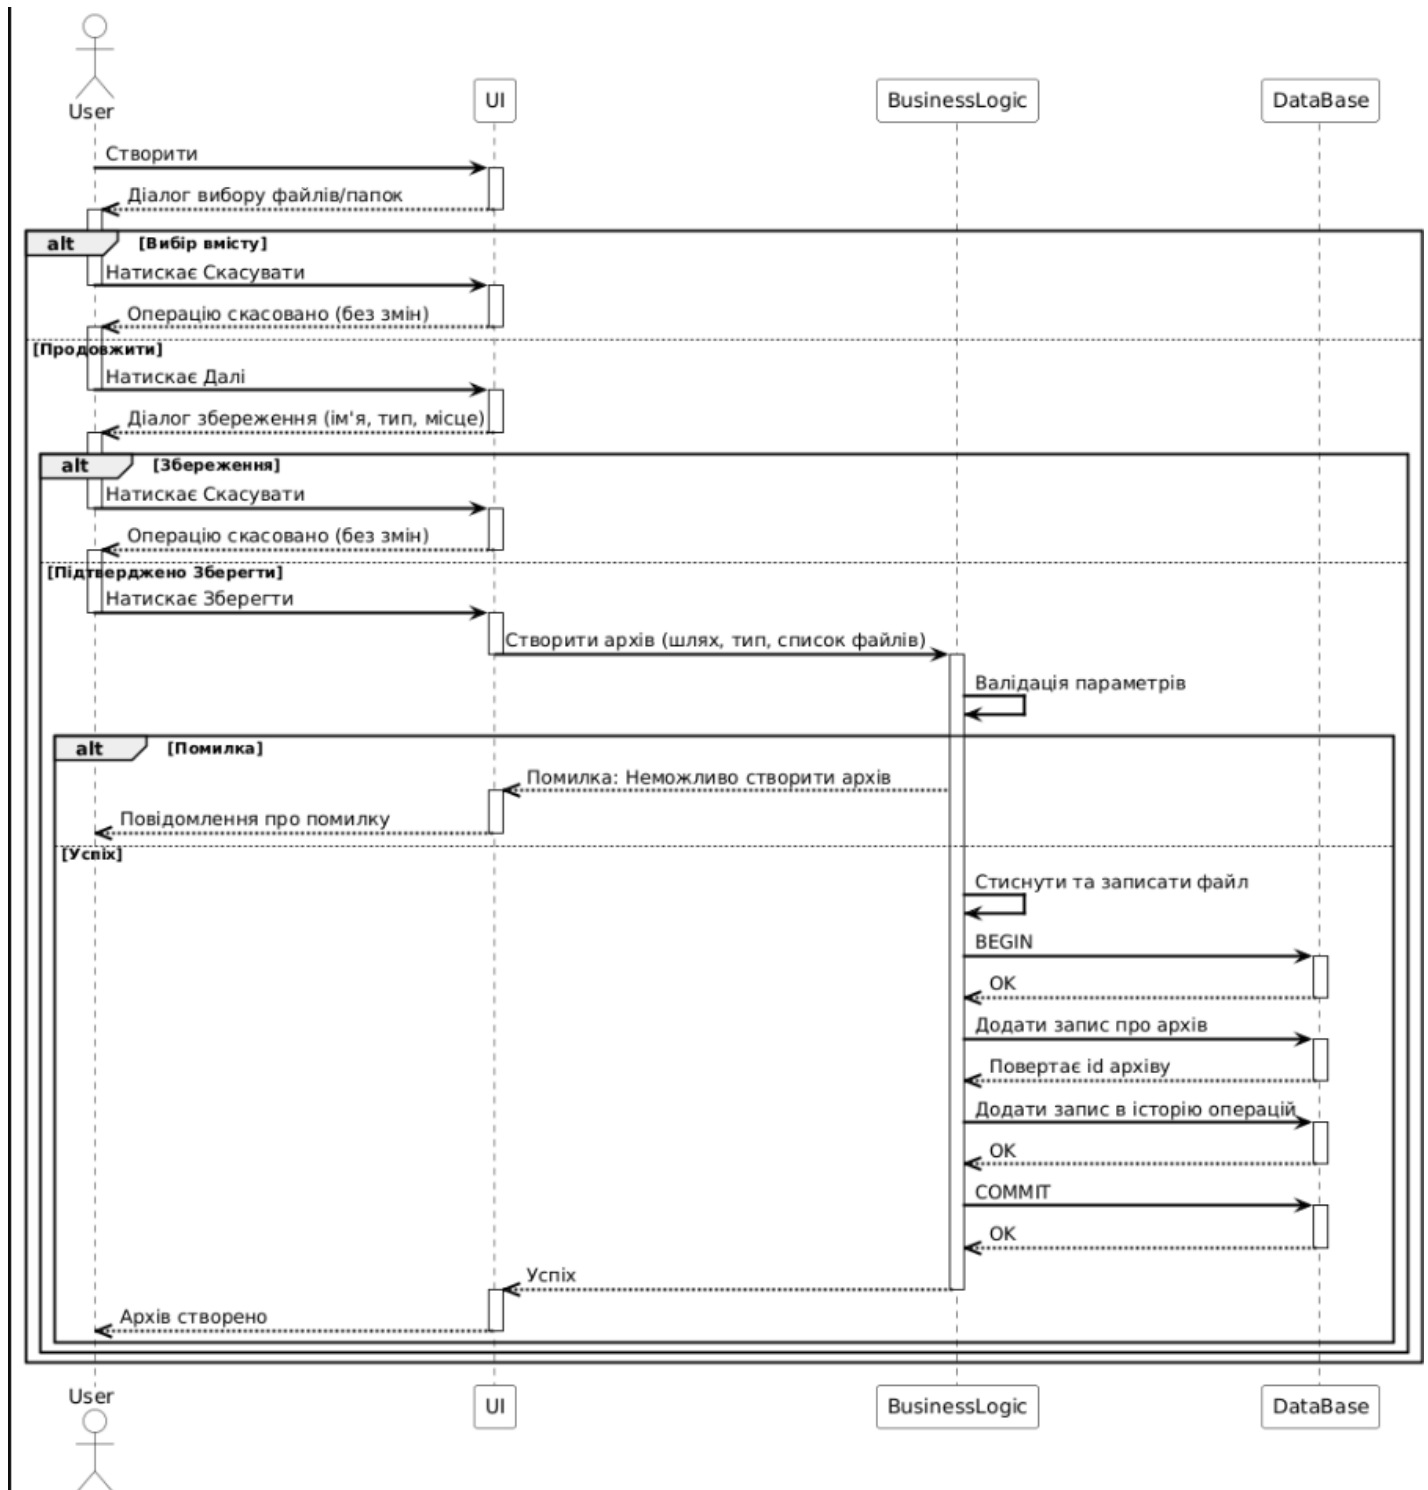 User
UI
BusinessLogic
DataBase
Створити
Діалог вибору файлів/папок
alt [Вибір вмісту]
Натискає Скасувати
Операцію скасовано (без змін)
[Продовжити]
Натискає Далі
Діалог збереження (ім'я, тип, місце)
alt [Збереження]
Натискає Скасувати
Операцію скасовано (без змін)
[Підтверджено Зберегти]
Натискає Зберегти
Створити архів (шлях, тип, список файлів)
Валідація параметрів
alt [Помилка]
Помилка: Неможливо створити архів
Повідомлення про помилку
[Успіх]
Стиснути та записати файл
BEGIN
OK
Додати запис про архів
Повертає id архіву
Додати запис в історію операцій
OK
COMMIT
OK
Успіх
Архів створено
User
UI
BusinessLogic
DataBase